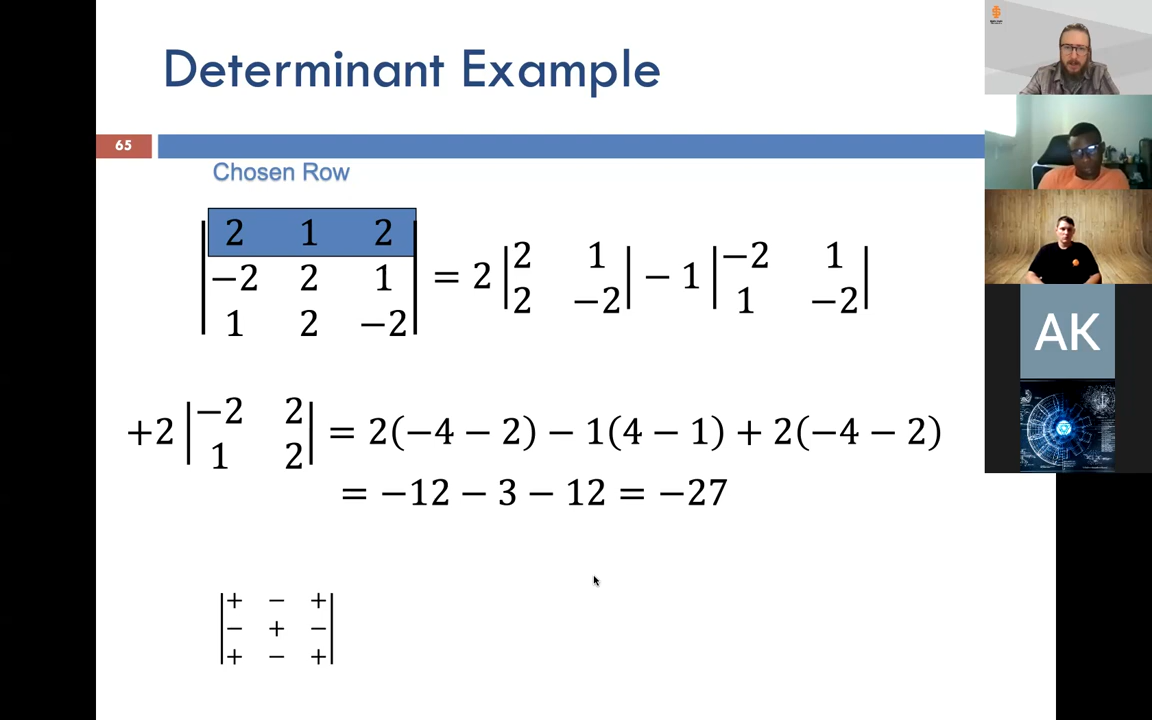 Determinant Example
65
Chosen Row
2 1 2
−2 2 1
1 2 −2
= 2 |2 1| − 1 |−2 1|
|2 −2| |1 −2|
+2 |−2 2| = 2(−4 − 2) − 1(4 − 1) + 2(−4 − 2)
|1 2|
= −12 − 3 − 12 = −27
+ − +
− + −
+ − +
AK